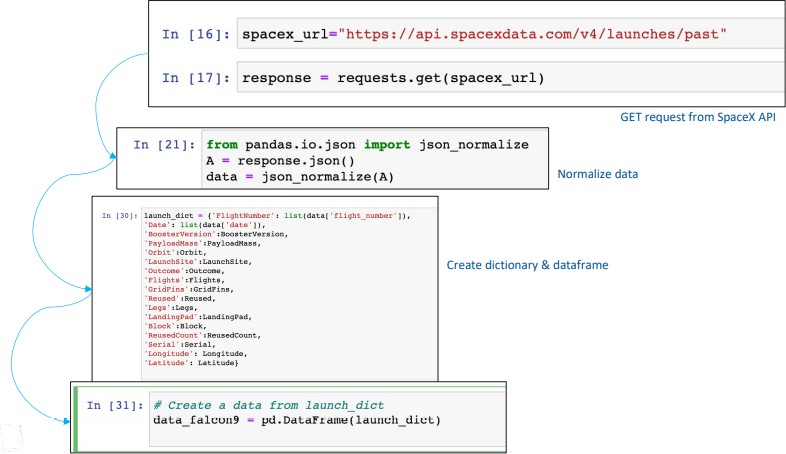 In [16]: spacex_url="https://api.spacexdata.com/v4/launches/past"
In [17]: response = requests.get(spacex_url)
GET request from SpaceX API
In [21]: from pandas.io.json import json_normalize
A = response.json()
data = json_normalize(A)
Normalize data
In [30]: launch_dict = {'FlightNumber': list(data['flight_number']),
'Date': list(data['date']),
'BoosterVersion':BoosterVersion,
'PayloadMass':PayloadMass,
'Orbit':Orbit,
'LaunchSite':LaunchSite,
'Outcome':Outcome,
'Flights':Flights,
'GridFins':GridFins,
'Reused':Reused,
'Legs':Legs,
'LandingPad':LandingPad,
'Block':Block,
'ReusedCount':ReusedCount,
'Serial':Serial,
'Longitude': Longitude,
'Latitude': Latitude}
Create dictionary & dataframe
In [31]: # Create a data from launch_dict
data_falcon9 = pd.DataFrame(launch_dict)